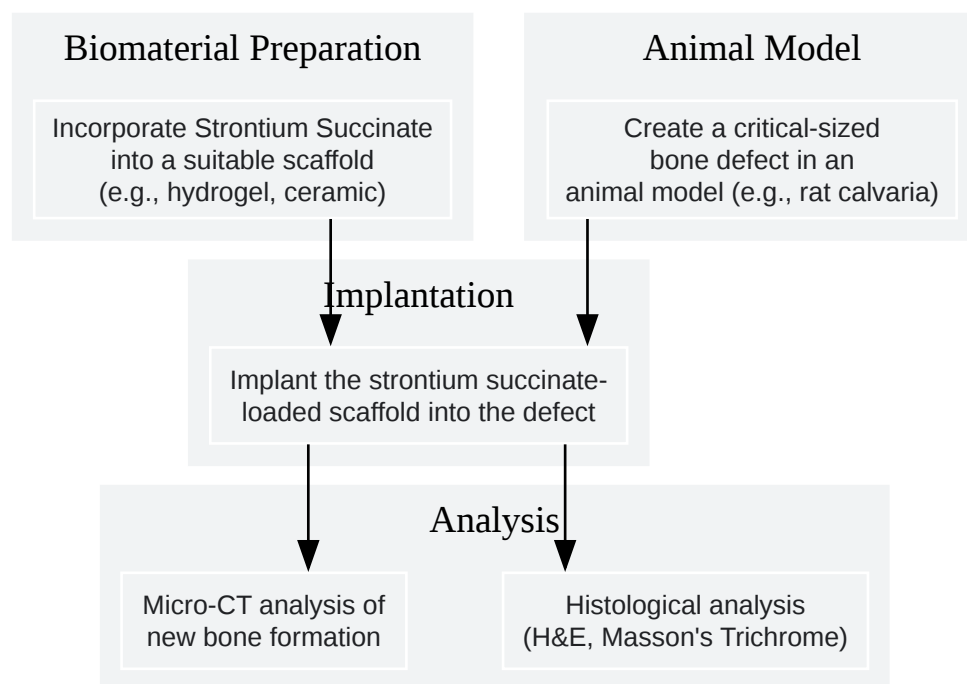 Biomaterial Preparation
Incorporate Strontium Succinate
into a suitable scaffold
(e.g., hydrogel, ceramic)
Animal Model
Create a critical-sized
bone defect in an
animal model (e.g., rat calvaria)
Implantation
Implant the strontium succinate-
loaded scaffold into the defect
Analysis
Micro-CT analysis of
new bone formation
Histological analysis
(H&E, Masson's Trichrome)